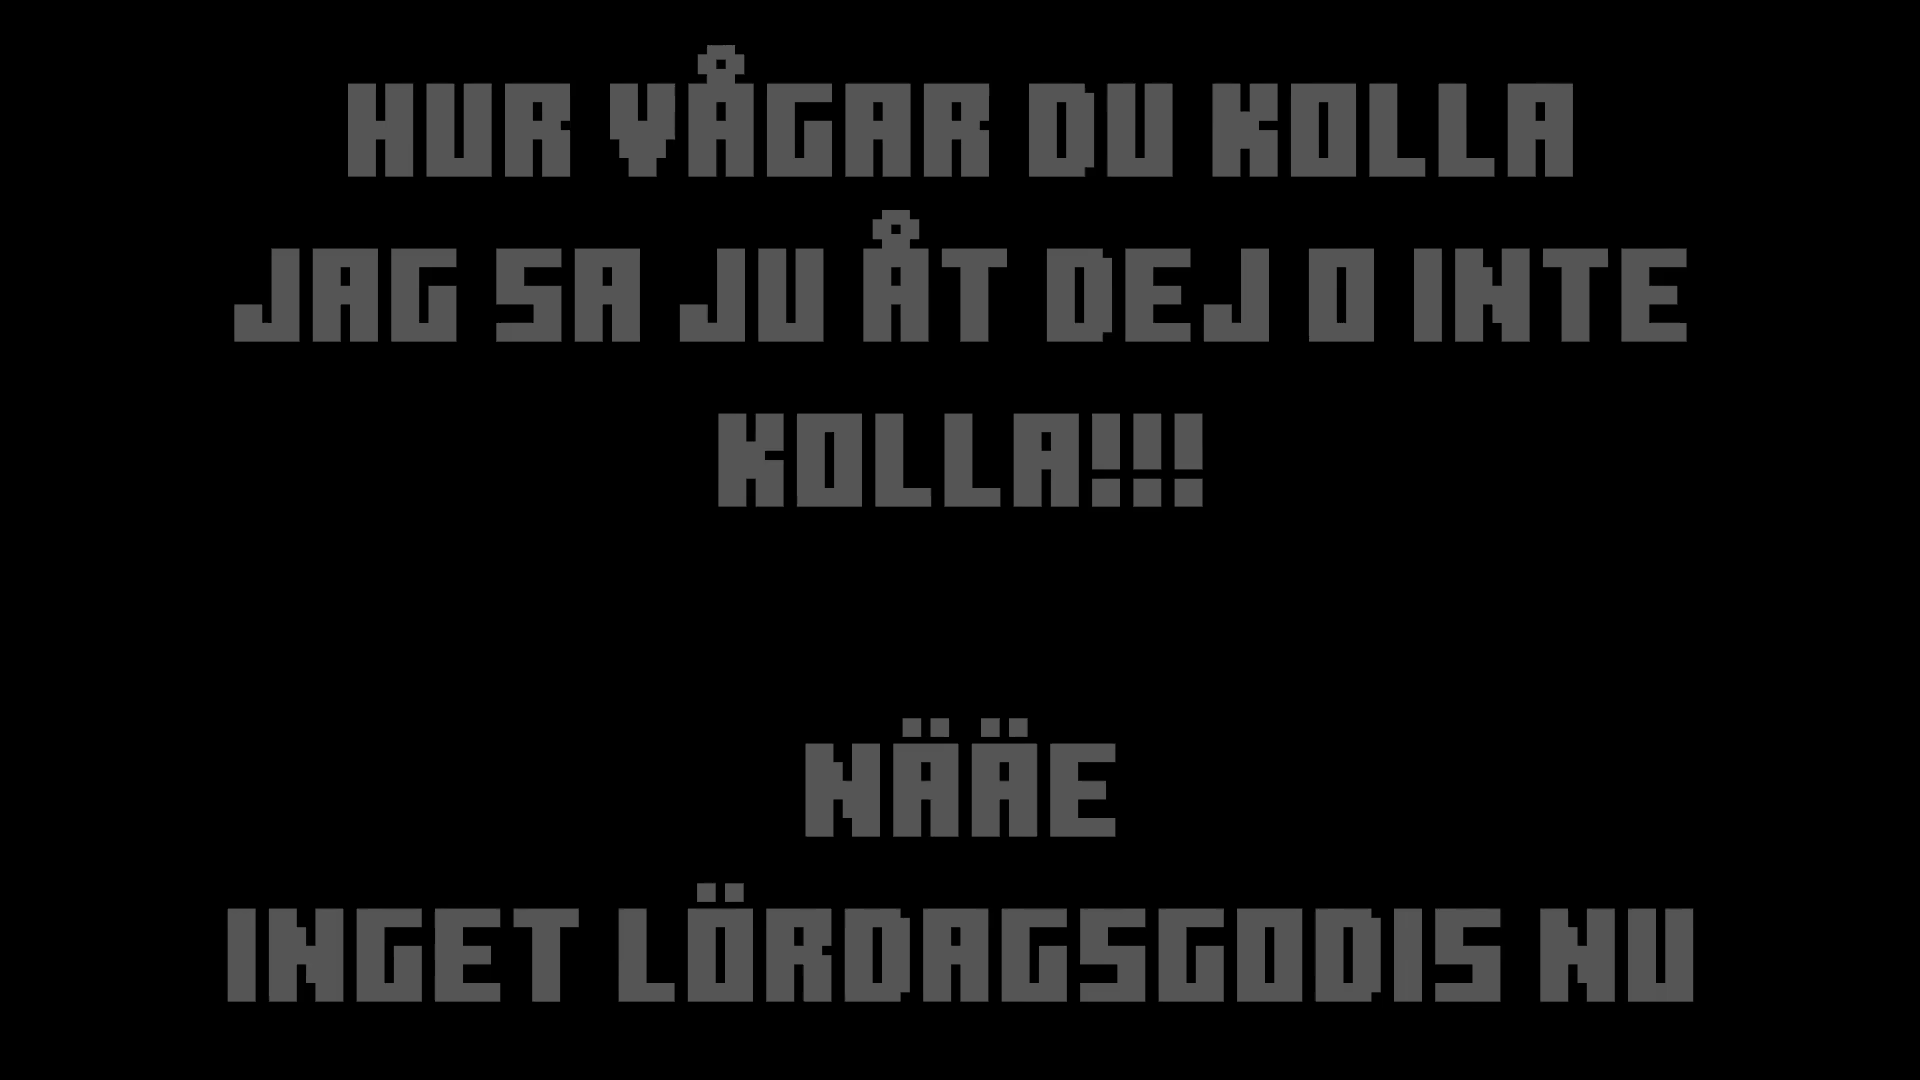 HUR VÅGAR DU KOLLA
JAG SA JU ÅT DEJ O INTE
KOLLA!!!
NÄÄE
INGET LÖRDAGSGODIS NU